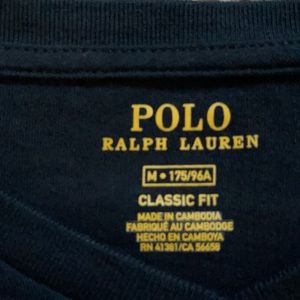 POLO
RALPH LAUREN
M • 175/96A
CLASSIC FIT
MADE IN CAMBODIA
FABRIQUÉ AU CAMBODGE
HECHO EN CAMBOYA
RN 41381/CA 56658